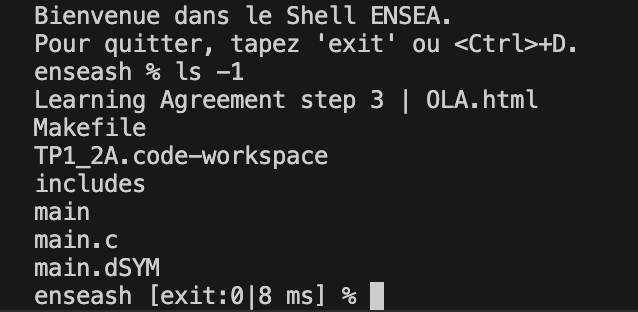 Bienvenue dans le Shell ENSEA.
Pour quitter, tapez 'exit' ou <Ctrl>+D.
enseash % ls -1
Learning Agreement step 3 | OLA.html
Makefile
TP1_2A.code-workspace
includes
main
main.c
main.dSYM
enseash [exit:0|8 ms] %